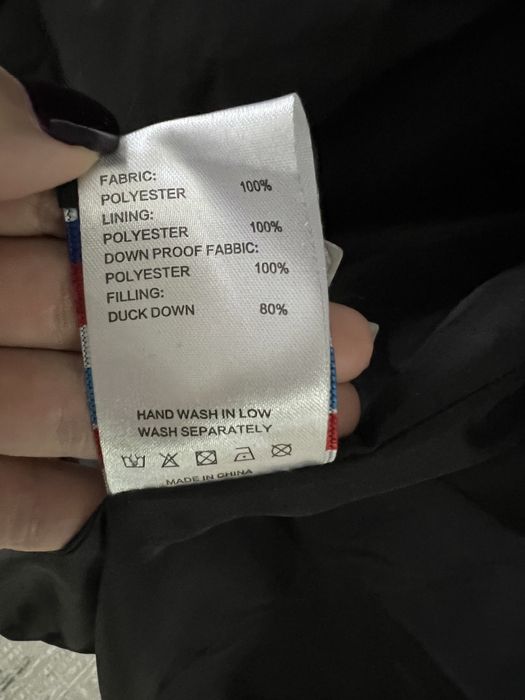 FABRIC:
POLYESTER 100%
LINING:
POLYESTER 100%
DOWN PROOF FABBIC:
POLYESTER 100%
FILLING:
DUCK DOWN 80%
HAND WASH IN LOW
WASH SEPARATELY
MADE IN CHINA